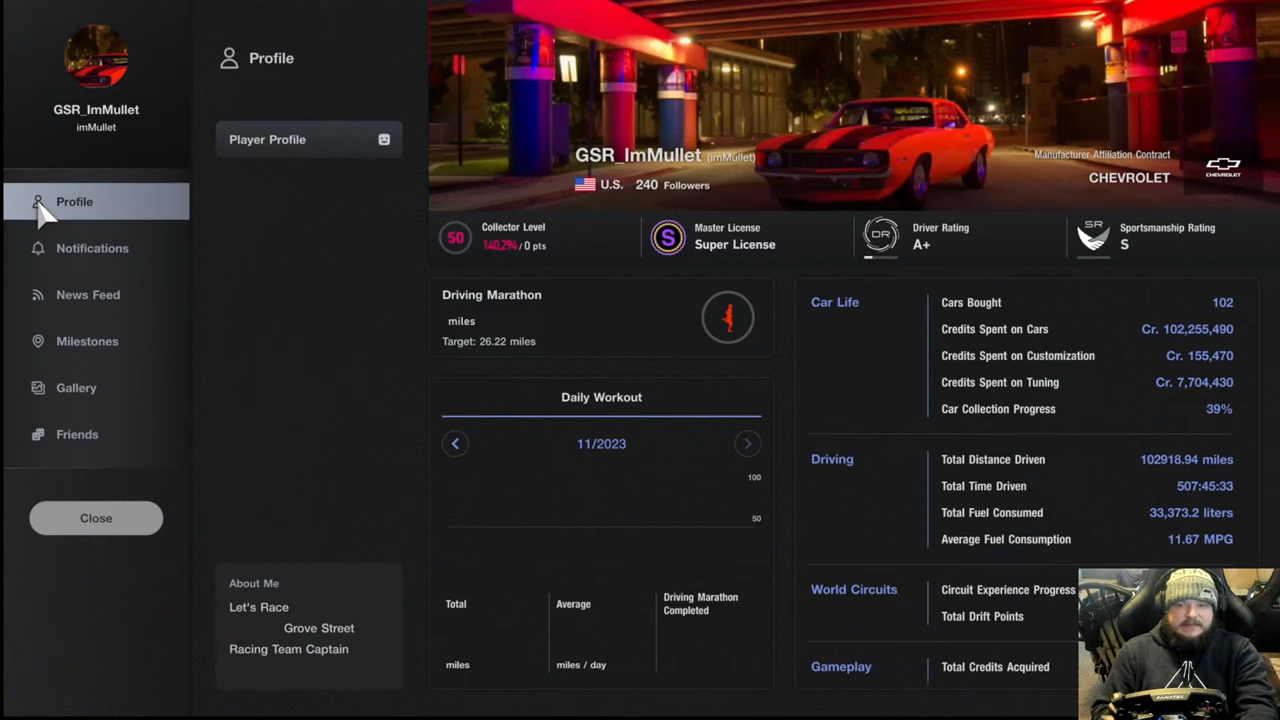 GSR_ImMullet
imMullet
Profile
Notifications
News Feed
Milestones
Gallery
Friends
Close
Profile
Player Profile
About Me
Let's Race
Grove Street
Racing Team Captain
GSR_ImMullet (imMullet)
U.S. 240 Followers
Manufacturer Affiliation Contract
CHEVROLET
CHEVROLET
50
Collector Level
140,294 / 0 pts
S
Master License
Super License
DR
Driver Rating
A+
SR
Sportsmanship Rating
S
Driving Marathon
miles
Target: 26.22 miles
Daily Workout
11/2023
100
50
Total
miles
Average
miles / day
Driving Marathon
Completed
Car Life
Cars Bought 102
Credits Spent on Cars Cr. 102,255,490
Credits Spent on Customization Cr. 155,470
Credits Spent on Tuning Cr. 7,704,430
Car Collection Progress 39%
Driving
Total Distance Driven 102918.94 miles
Total Time Driven 507:45:33
Total Fuel Consumed 33,373.2 liters
Average Fuel Consumption 11.67 MPG
World Circuits
Circuit Experience Progress
Total Drift Points
Gameplay
Total Credits Acquired
FANATEC